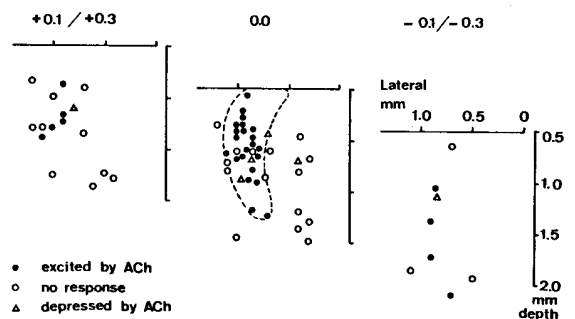 +0.1 / +0.3
0.0
- 0.1/- 0.3
Lateral
mm
1.0
0.5
0
0.5
1.0
1.5
2.0
mm
depth
● excited by ACh
○ no response
△ depressed by ACh